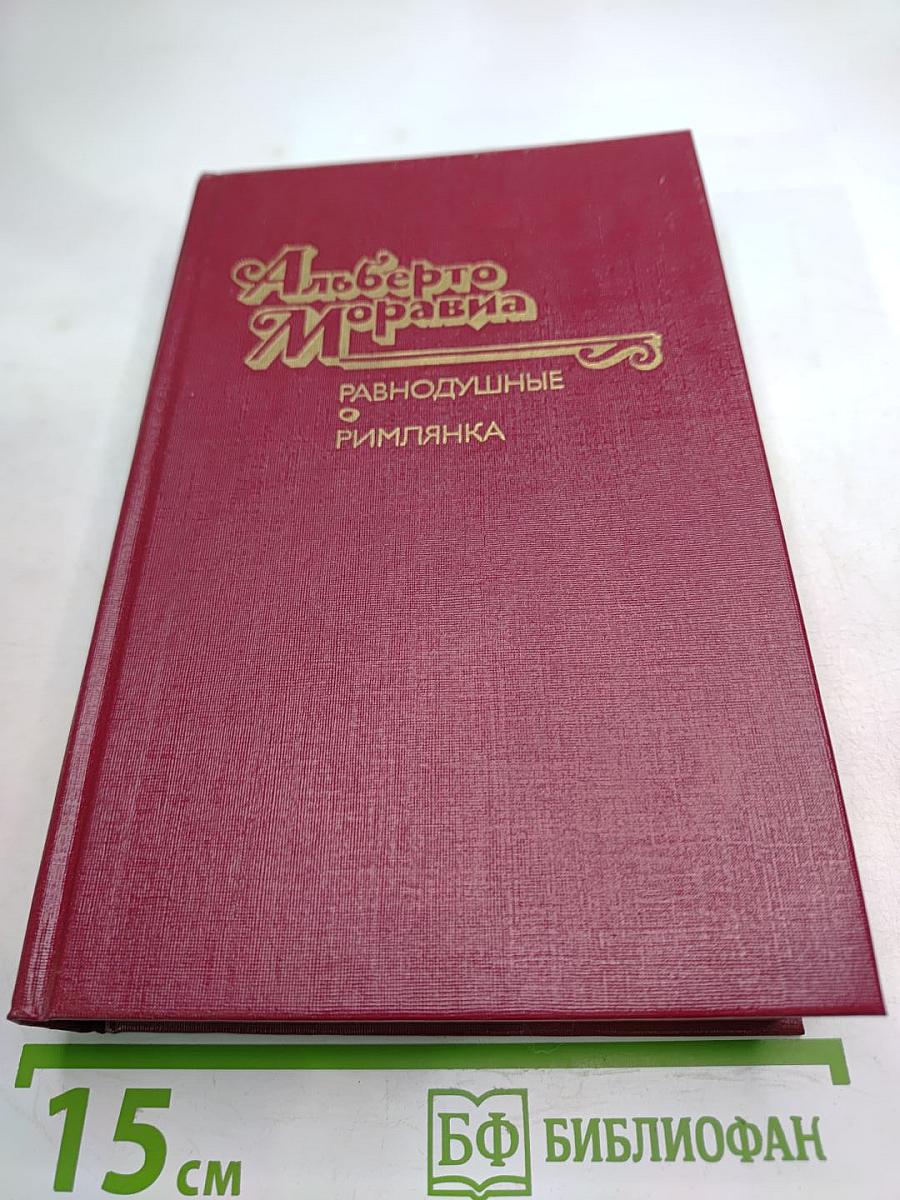 Альберто
Моравиа
РАВНОДУШНЫЕ
РИМЛЯНКА
15 см
БФ БИБЛИОФАН